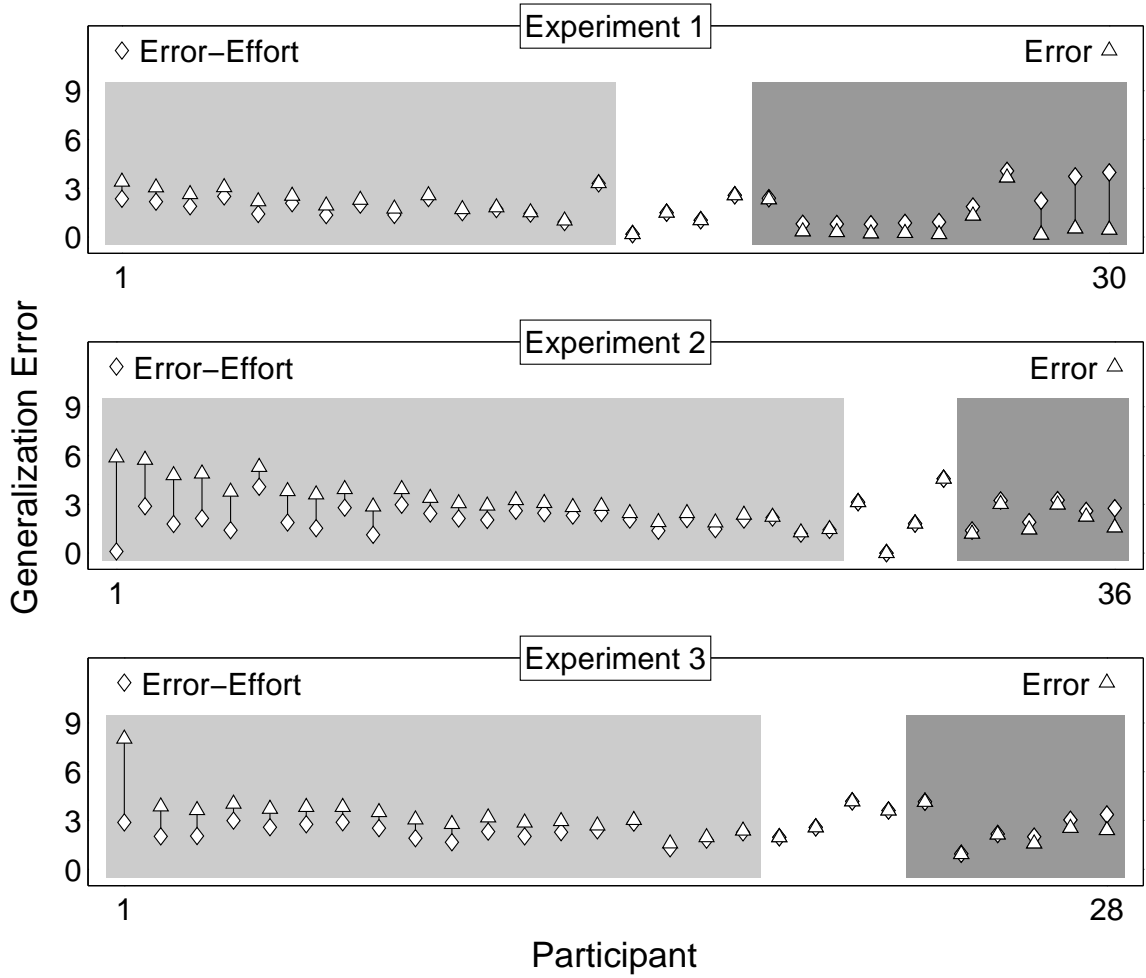 Experiment 1
Error–Effort
Error
9
6
3
0
1
30
Experiment 2
Error–Effort
Error
9
6
3
0
1
36
Generalization Error
Experiment 3
Error–Effort
Error
9
6
3
0
1
28
Participant